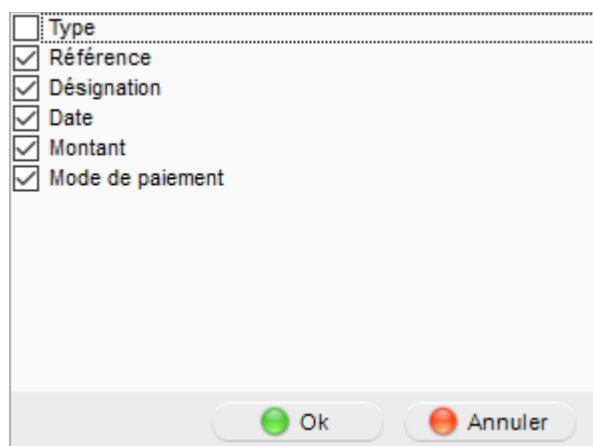 Type
Référence
Désignation
Date
Montant
Mode de paiement
Ok
Annuler